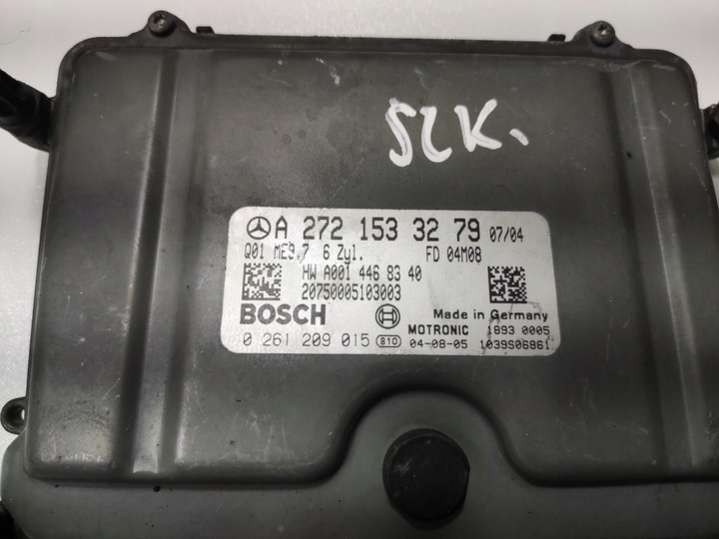 SLK.
A 272 153 32 79 07/04
Q01 ME9.7 6 Zyl. FD 04M08
HW A001 446 83 40
20750005103003
BOSCH Made in Germany
MOTRONIC 1893 0005
0 261 209 015 810 04-08-05 1039S06861